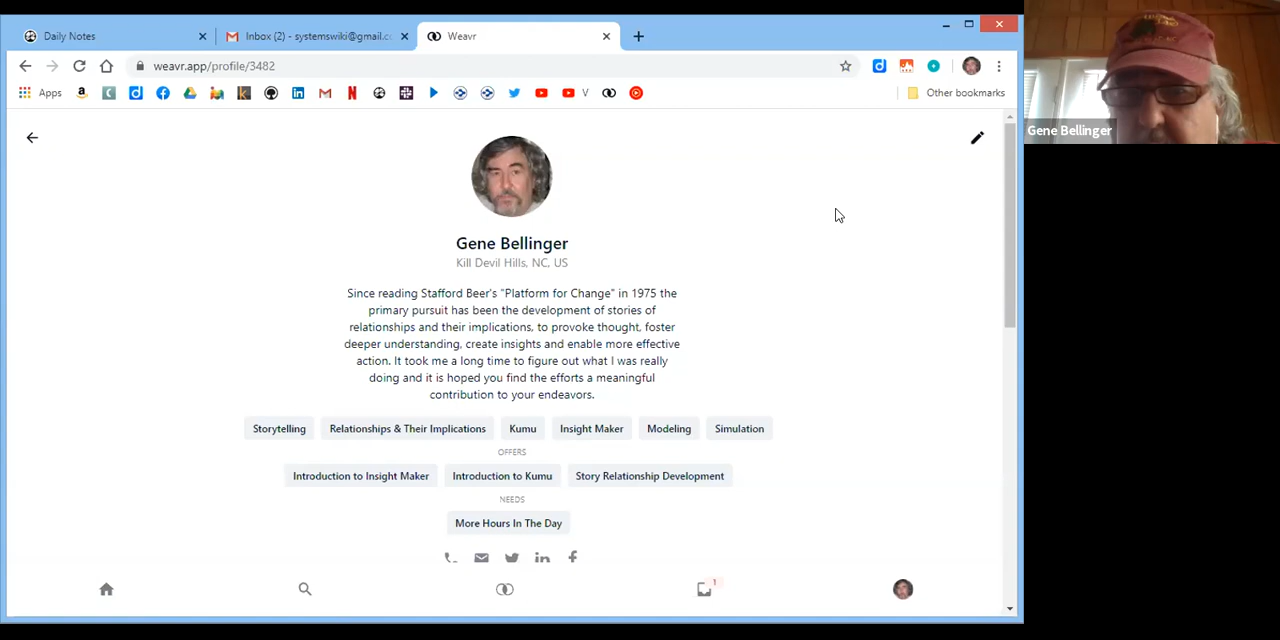 Daily Notes
Inbox (2) - systemswiki@gmail.c
Weavr
weavr.app/profile/3482
Apps
V
Other bookmarks
Gene Bellinger
Gene Bellinger
Kill Devil Hills, NC, US
Since reading Stafford Beer's "Platform for Change" in 1975 the
primary pursuit has been the development of stories of
relationships and their implications, to provoke thought, foster
deeper understanding, create insights and enable more effective
action. It took me a long time to figure out what I was really
doing and it is hoped you find the efforts a meaningful
contribution to your endeavors.
Storytelling Relationships & Their Implications Kumu Insight Maker Modeling Simulation
OFFERS
Introduction to Insight Maker Introduction to Kumu Story Relationship Development
NEEDS
More Hours In The Day
1